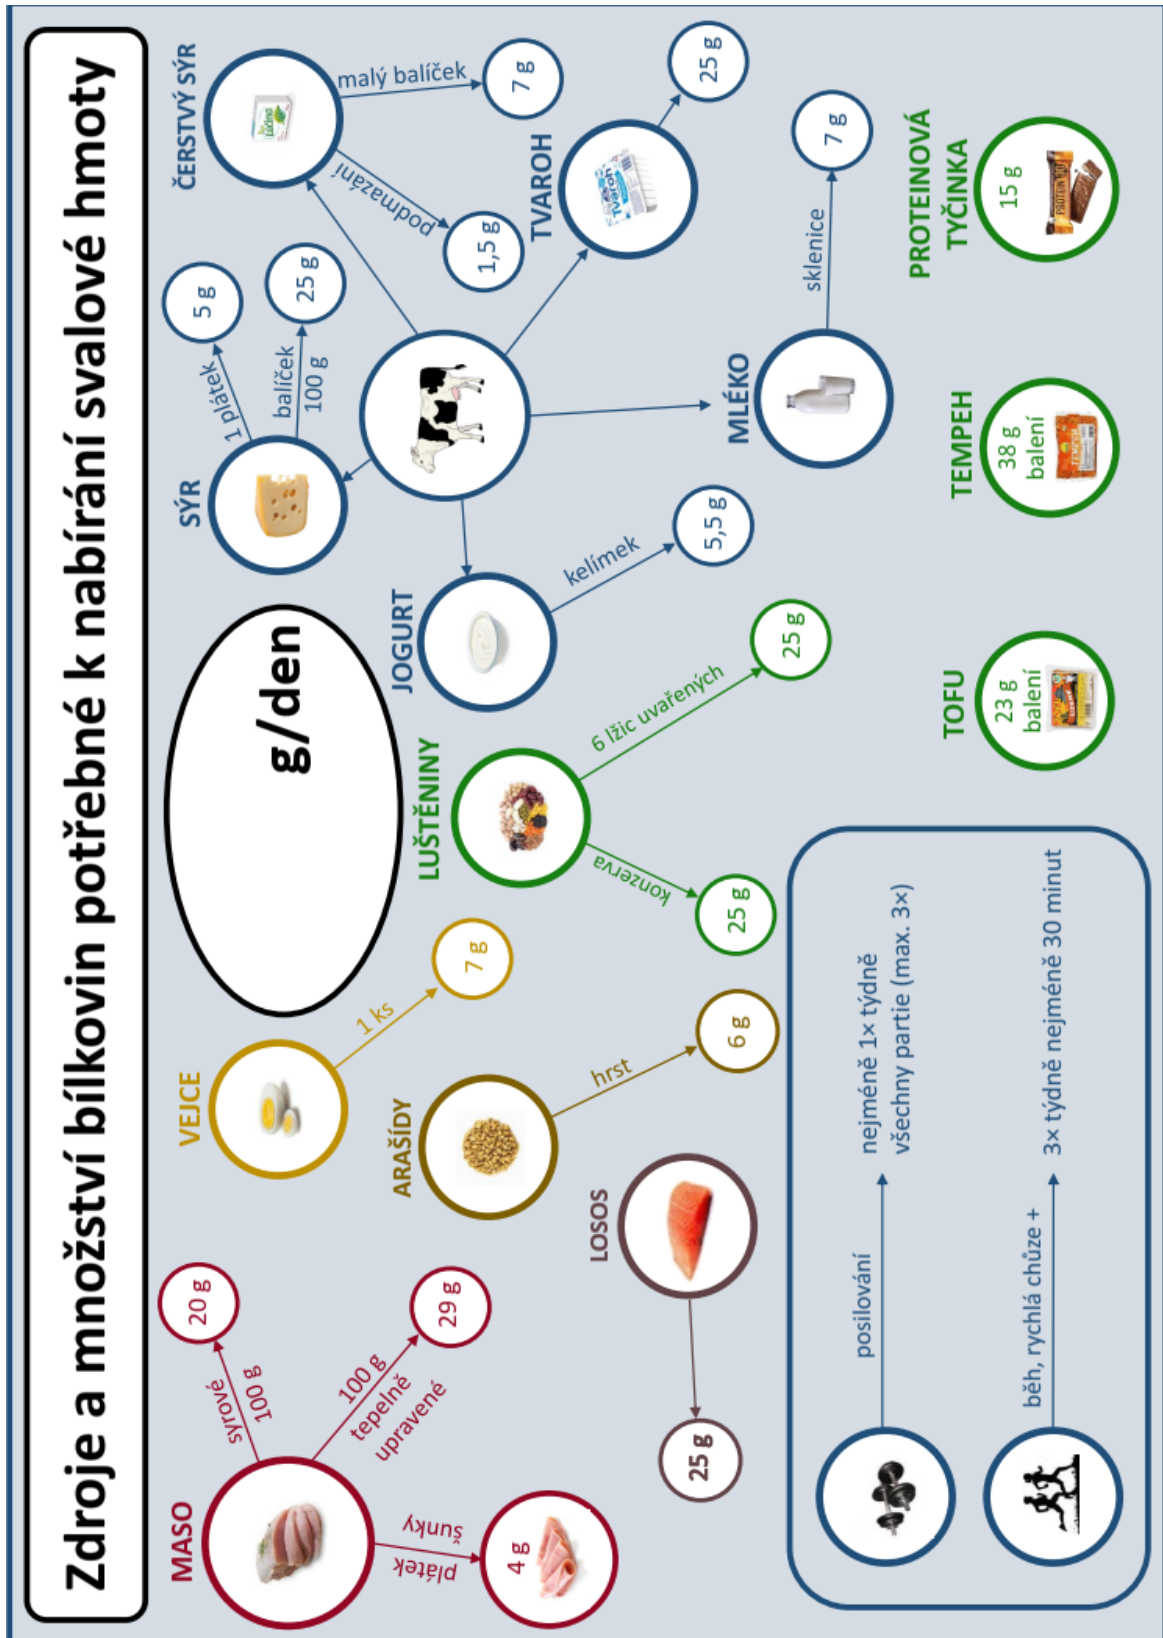 Zdroje a množství bílkovin potřebné k nabírání svalové hmoty
MASO
syrové
100 g
20 g
100 g
tepelně
upravené
29 g
plátek
šunky
4 g
VEJCE
1 ks
7 g
g/den
SÝR
1 plátek
5 g
balíček
100 g
25 g
ČERSTVÝ SÝR
Lučina
malý balíček
7 g
podmazání
1,5 g
ARAŠÍDY
hrst
6 g
LUŠTĚNINY
konzerva
25 g
6 lžic uvařených
25 g
JOGURT
kelímek
5,5 g
TVAROH
Tvaroh
25 g
LOSOS
25 g
MLÉKO
sklenice
7 g
posilování
nejméně 1× týdně
všechny partie (max. 3×)
běh, rychlá chůze +
3× týdně nejméně 30 minut
TOFU
23 g
balení
TEMPEH
38 g
balení
TEMPEH
PROTEINOVÁ
TYČINKA
15 g
PROTEIN